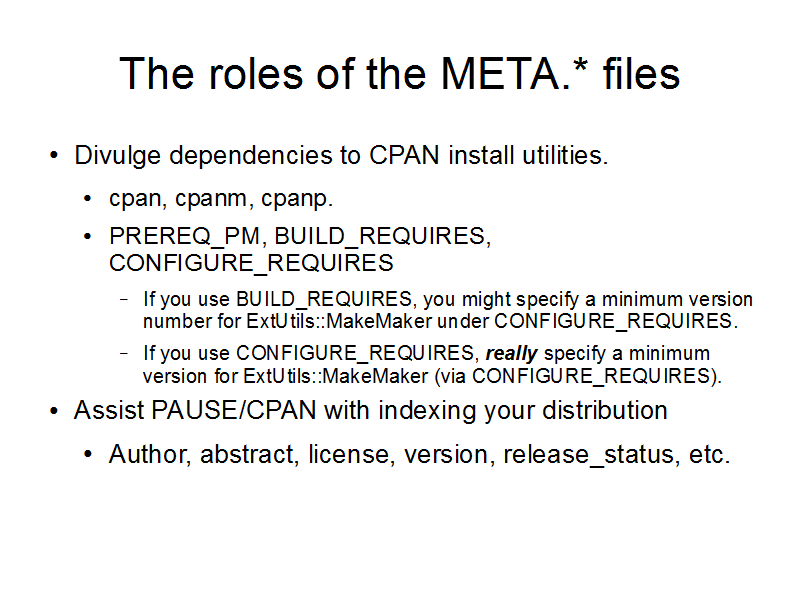 The roles of the META.* files
• Divulge dependencies to CPAN install utilities.
• cpan, cpanm, cpanp.
• PREREQ_PM, BUILD_REQUIRES,
CONFIGURE_REQUIRES
– If you use BUILD_REQUIRES, you might specify a minimum version
number for ExtUtils::MakeMaker under CONFIGURE_REQUIRES.
– If you use CONFIGURE_REQUIRES, really specify a minimum
version for ExtUtils::MakeMaker (via CONFIGURE_REQUIRES).
• Assist PAUSE/CPAN with indexing your distribution
• Author, abstract, license, version, release_status, etc.